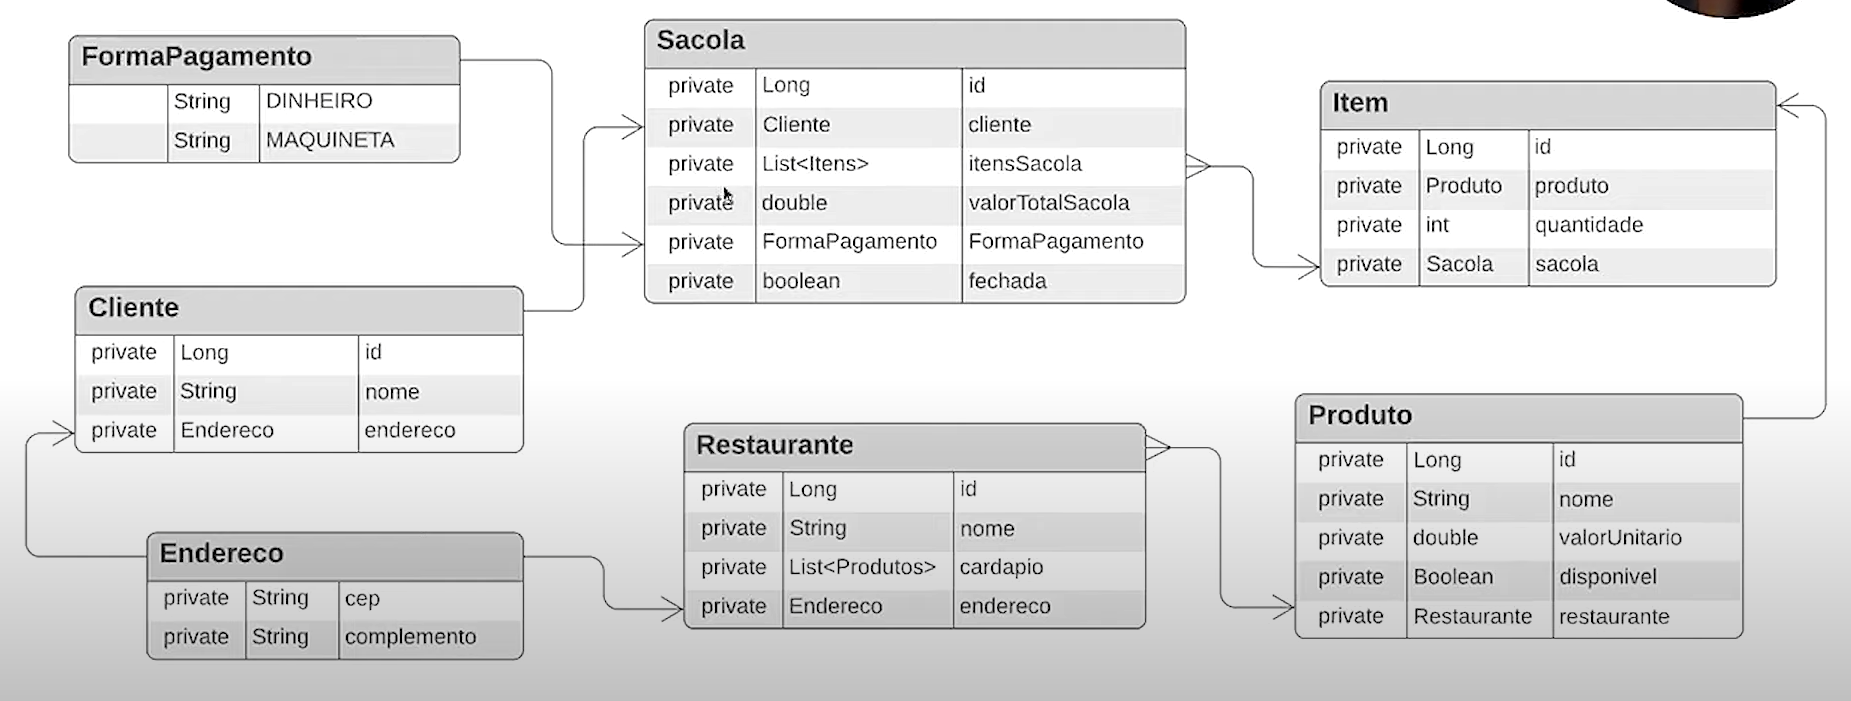 FormaPagamento
String DINHEIRO
String MAQUINETA
Sacola
private Long id
private Cliente cliente
private List<Itens> itensSacola
private double valorTotalSacola
private FormaPagamento FormaPagamento
private boolean fechada
Item
private Long id
private Produto produto
private int quantidade
private Sacola sacola
Cliente
private Long id
private String nome
private Endereco endereco
Restaurante
private Long id
private String nome
private List<Produtos> cardapio
private Endereco endereco
Produto
private Long id
private String nome
private double valorUnitario
private Boolean disponivel
private Restaurante restaurante
Endereco
private String cep
private String complemento